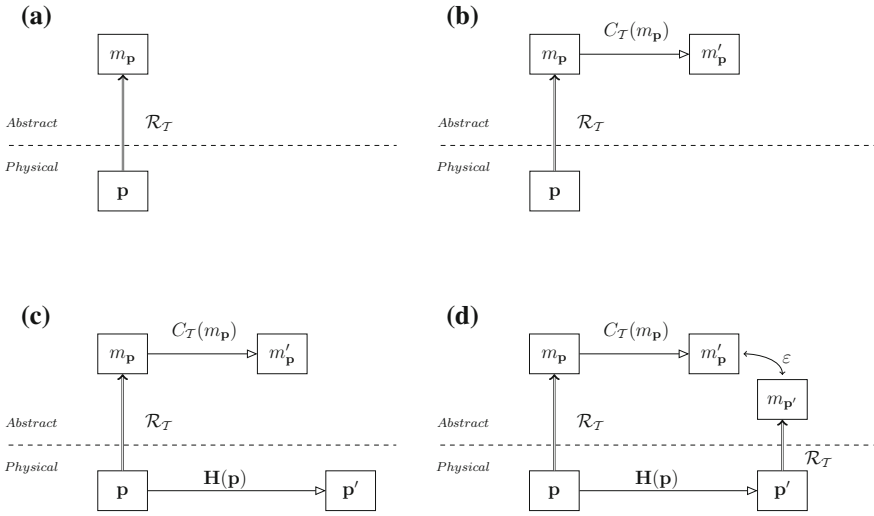 (a)
m_p
R_T
Abstract
Physical
p
(b)
C_T(m_p)
m_p
m′_p
R_T
Abstract
Physical
p
(c)
C_T(m_p)
m_p
m′_p
R_T
Abstract
Physical
H(p)
p
p′
(d)
C_T(m_p)
m_p
m′_p
ε
m_p′
R_T
Abstract
Physical
R_T
H(p)
p
p′